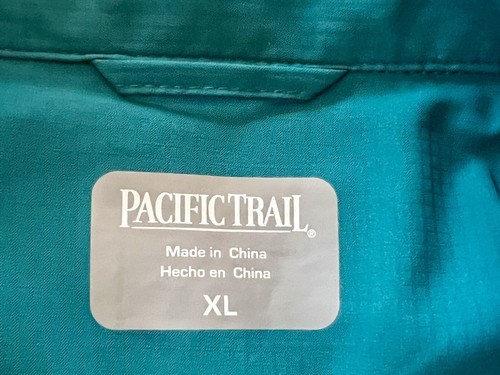 PACIFIC TRAIL®
Made in China
Hecho en China
XL